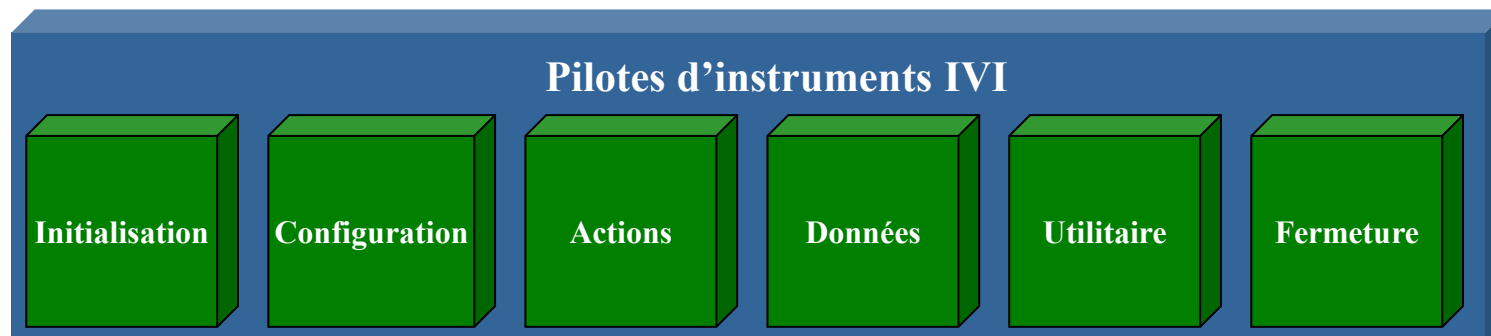 Pilotes d’instruments IVI
Initialisation
Configuration
Actions
Données
Utilitaire
Fermeture